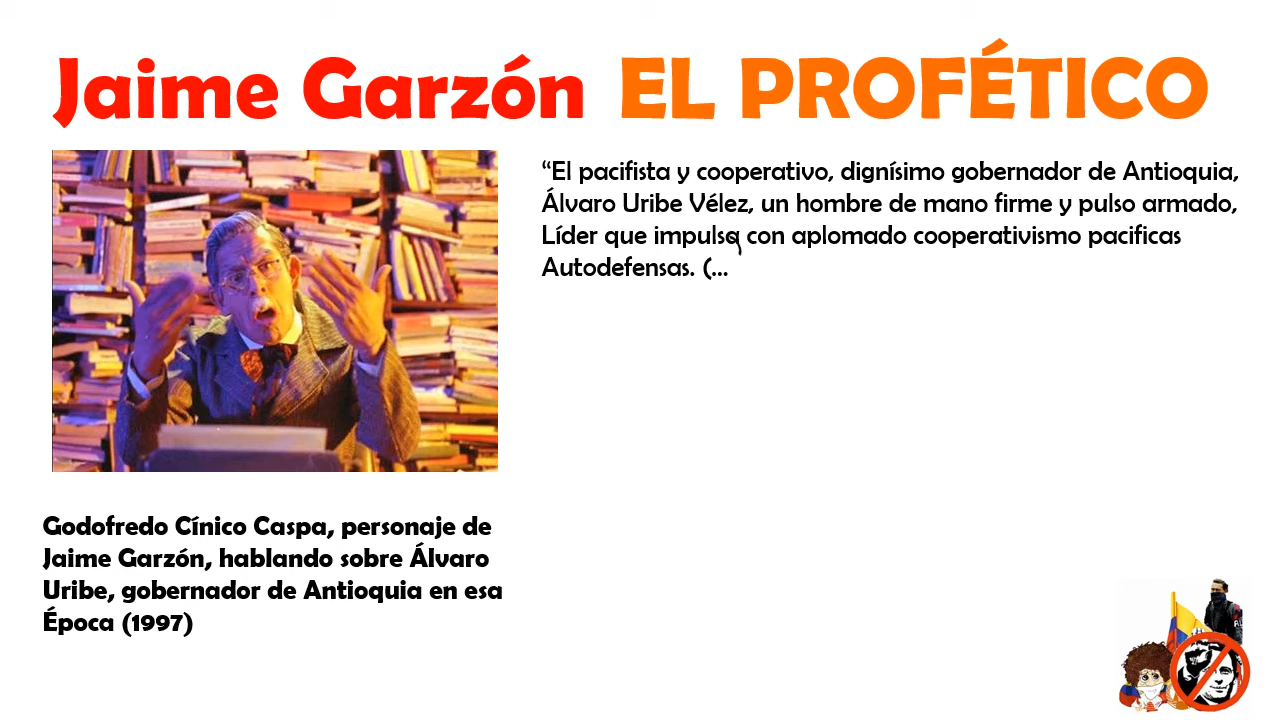 Jaime Garzón EL PROFÉTICO
“El pacifista y cooperativo, dignísimo gobernador de Antioquia,
Álvaro Uribe Vélez, un hombre de mano firme y pulso armado,
Líder que impulsa con aplomado cooperativismo pacificas
Autodefensas. (...
Godofredo Cínico Caspa, personaje de
Jaime Garzón, hablando sobre Álvaro
Uribe, gobernador de Antioquia en esa
Época (1997)